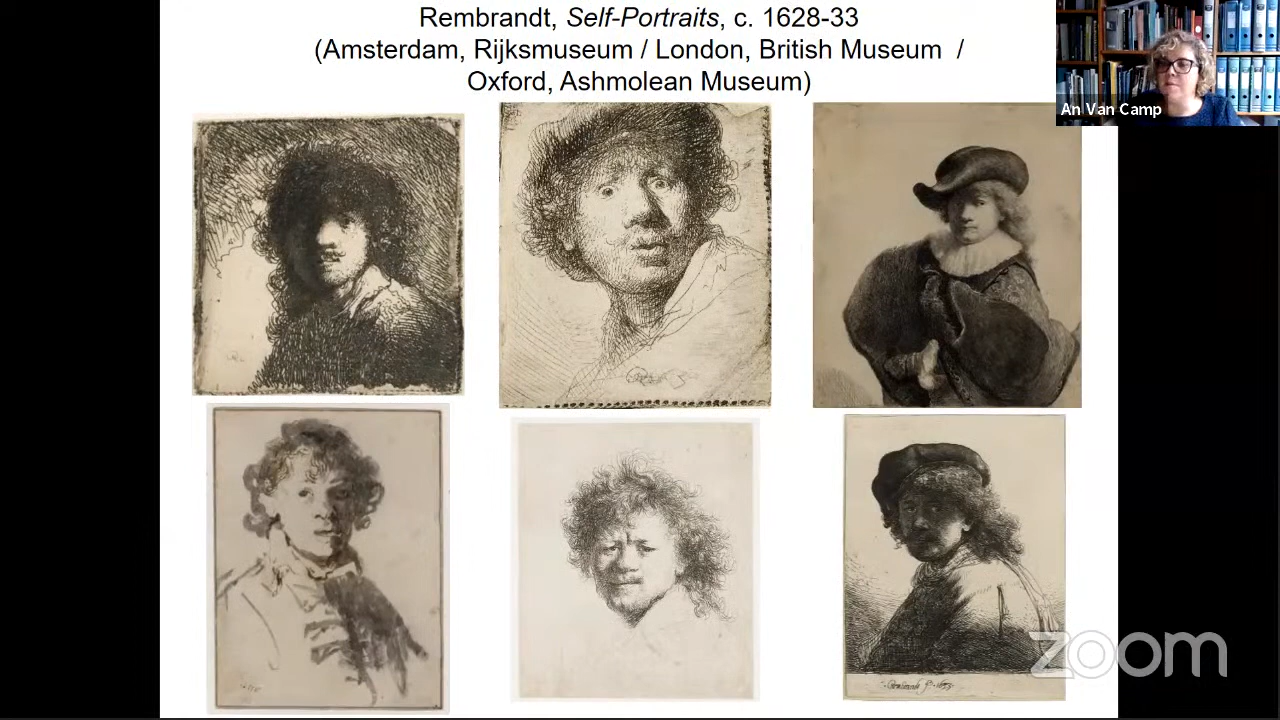 Rembrandt, Self-Portraits, c. 1628-33
(Amsterdam, Rijksmuseum / London, British Museum /
Oxford, Ashmolean Museum)
An Van Camp
zoom